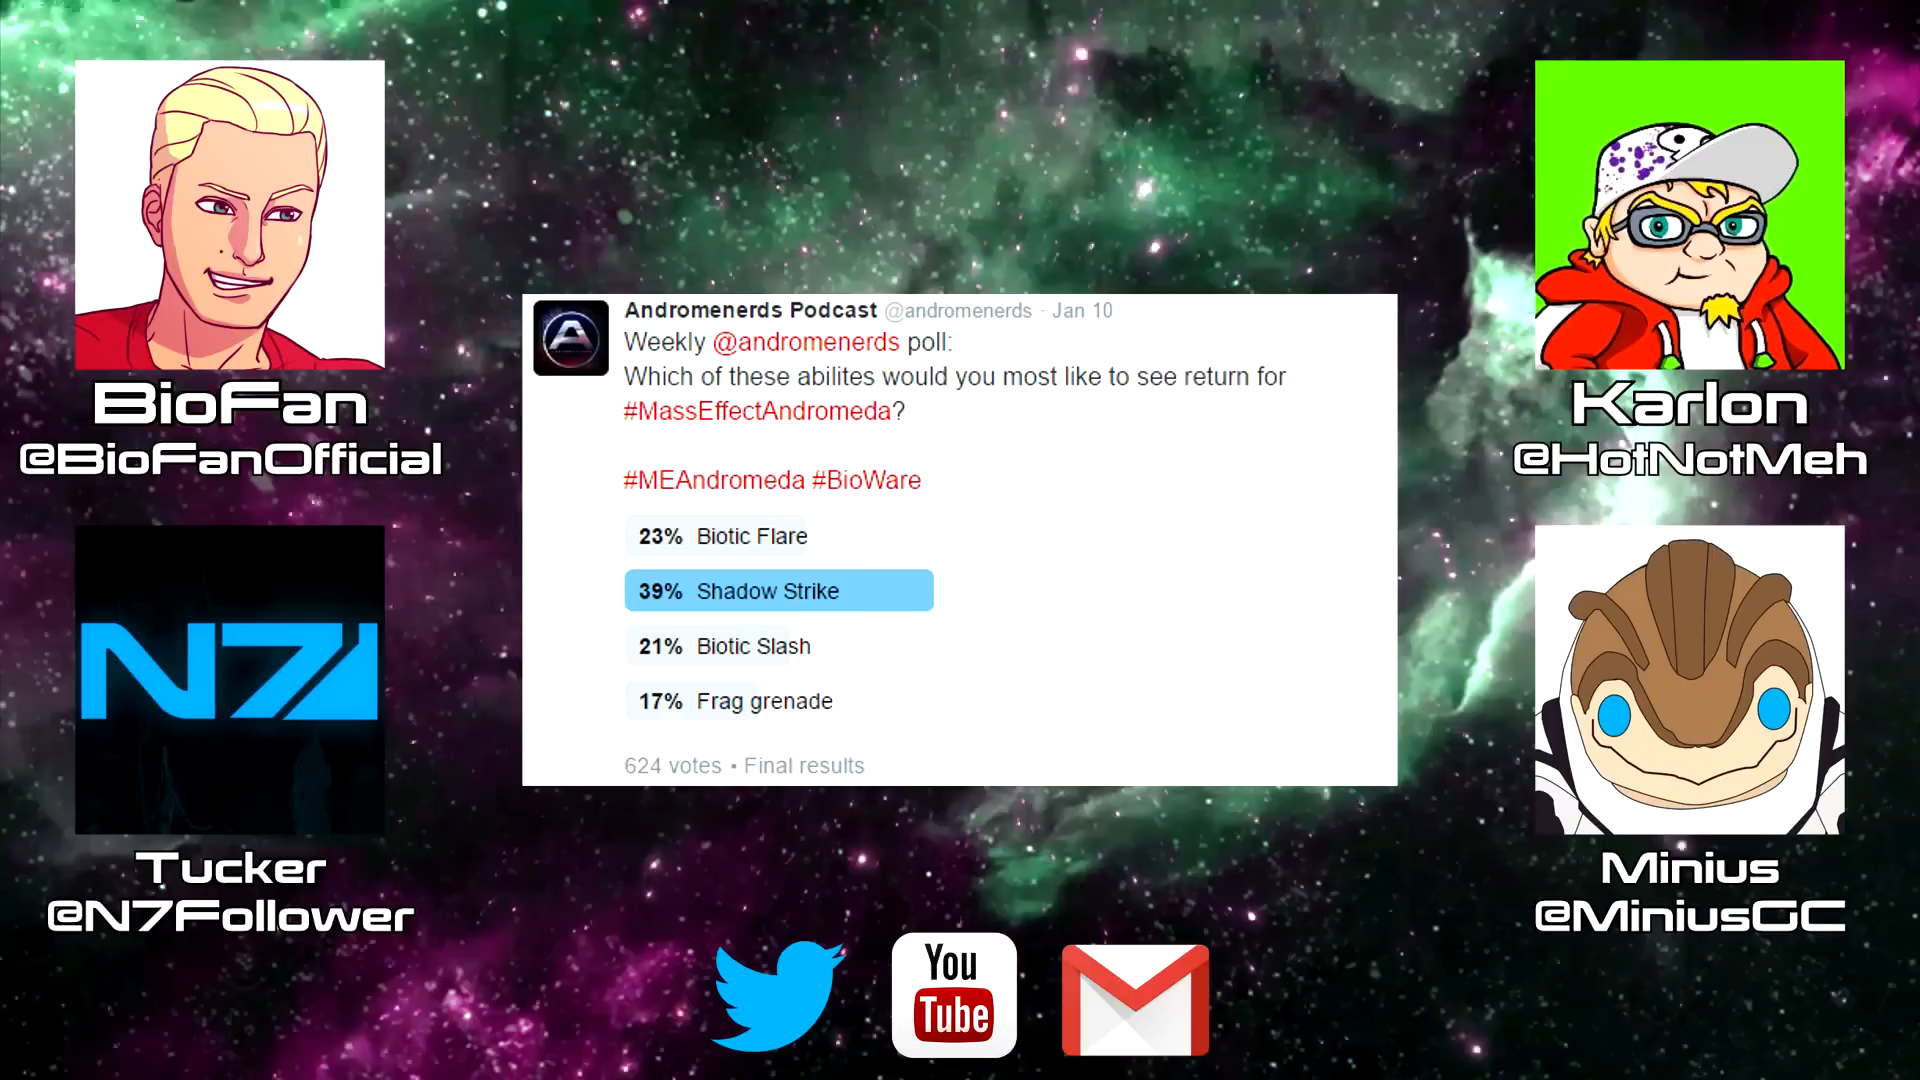 BioFan
@BioFanOfficial
Tucker
@N7Follower
N7
A
Andromenerds Podcast @andromenerds · Jan 10
Weekly @andromenerds poll:
Which of these abilites would you most like to see return for
#MassEffectAndromeda?
#MEAndromeda #BioWare
23% Biotic Flare
39% Shadow Strike
21% Biotic Slash
17% Frag grenade
624 votes • Final results
Karlon
@HotNotMeh
Minius
@MiniusGC
You
Tube